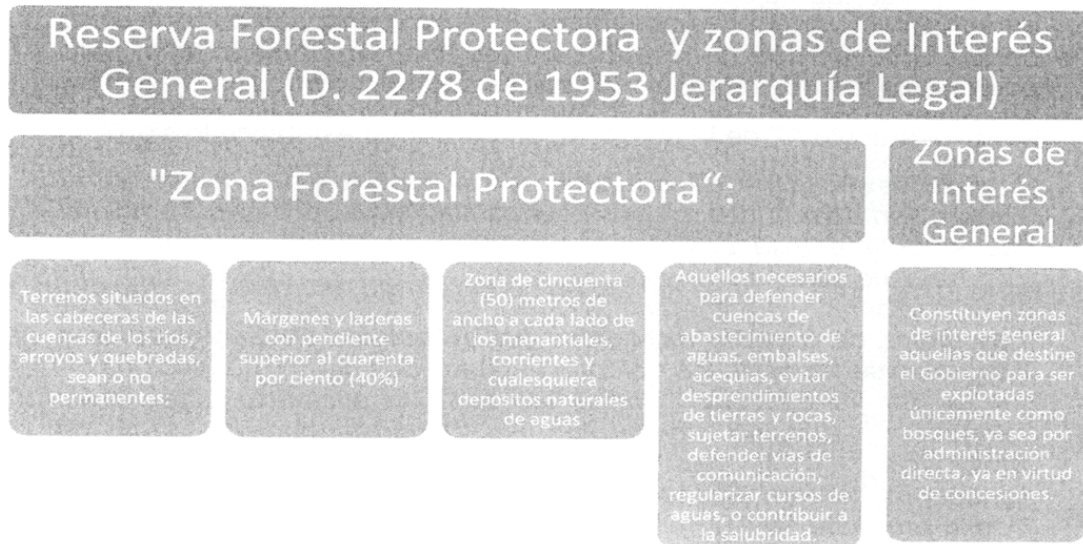 Reserva Forestal Protectora y zonas de Interés
General (D. 2278 de 1953 Jerarquía Legal)
"Zona Forestal Protectora“:
Zonas de
Interés
General
Terrenos situados en
las cabeceras de las
cuencas de los ríos,
arroyos y quebradas,
sean o no
permanentes;
Márgenes y laderas
con pendiente
superior al cuarenta
por ciento (40%)
Zona de cincuenta
(50) metros de
ancho a cada lado de
los manantiales,
corrientes y
cualesquiera
depósitos naturales
de aguas
Aquellos necesarios
para defender
cuencas de
abastecimiento de
aguas, embalses,
acequias, evitar
desprendimientos
de tierras y rocas,
sujetar terrenos,
defender vías de
comunicación,
regularizar cursos de
aguas, o contribuir a
la salubridad.
Constituyen zonas
de interés general
aquellas que destine
el Gobierno para ser
explotadas
únicamente como
bosques, ya sea por
administración
directa, ya en virtud
de concesiones.